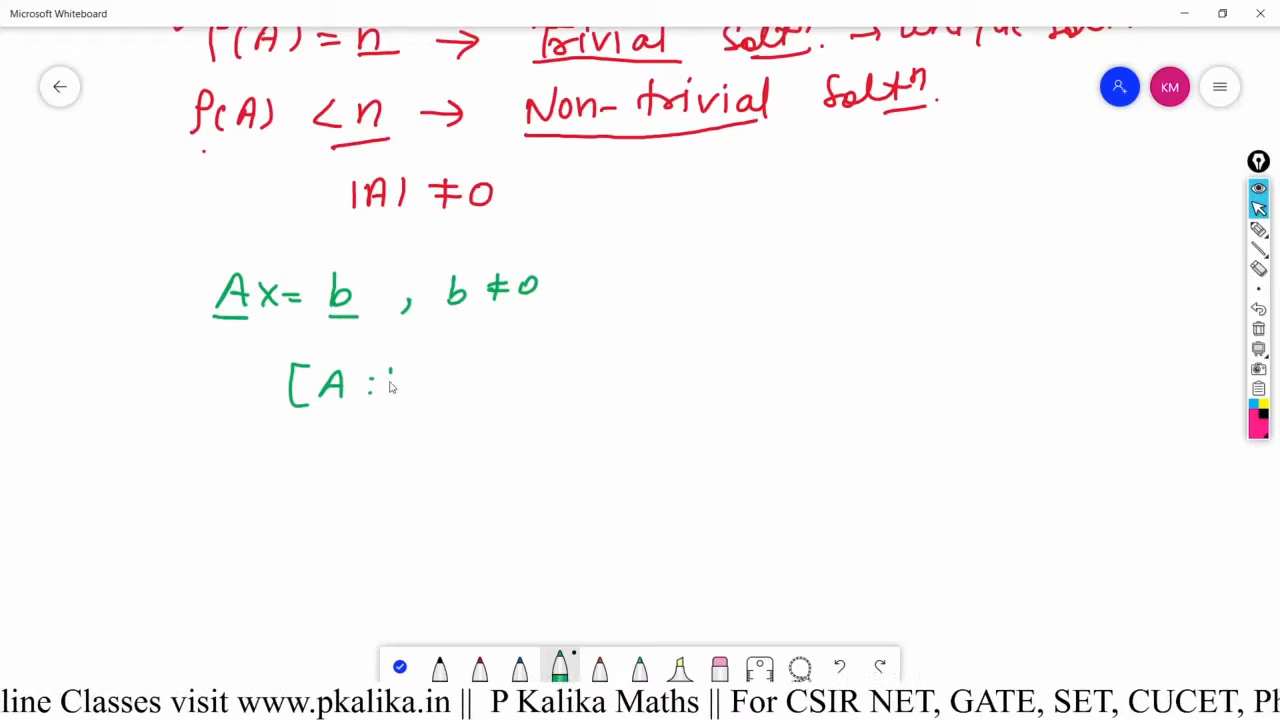 Microsoft Whiteboard
ρ(A) = n → Trivial Soltⁿ. →
ρ(A) < n → Non-trivial Soltⁿ.
KM
|A| ≠ 0
Ax = b , b ≠ 0
[A :
line Classes visit www.pkalika.in || P Kalika Maths || For CSIR NET, GATE, SET, CUCET, Ph